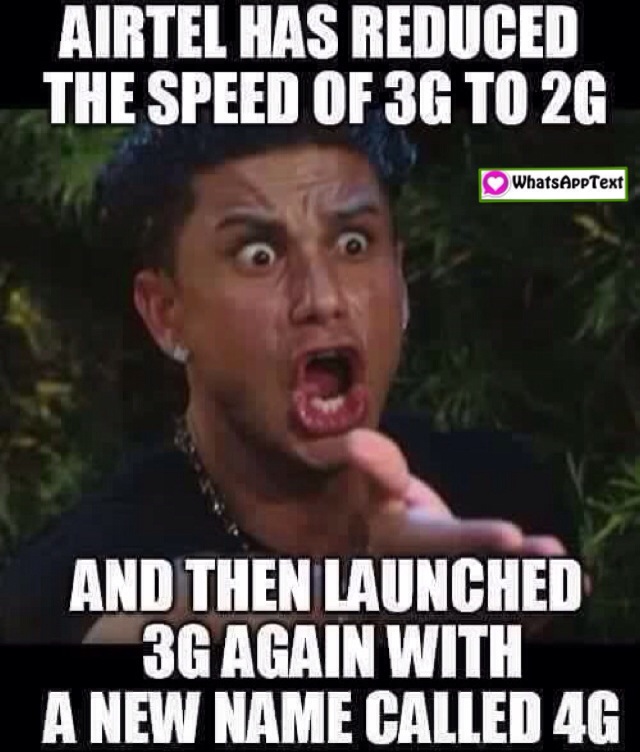 AIRTEL HAS REDUCED
THE SPEED OF 3G TO 2G
WhatsAppText
AND THEN LAUNCHED
3G AGAIN WITH
A NEW NAME CALLED 4G